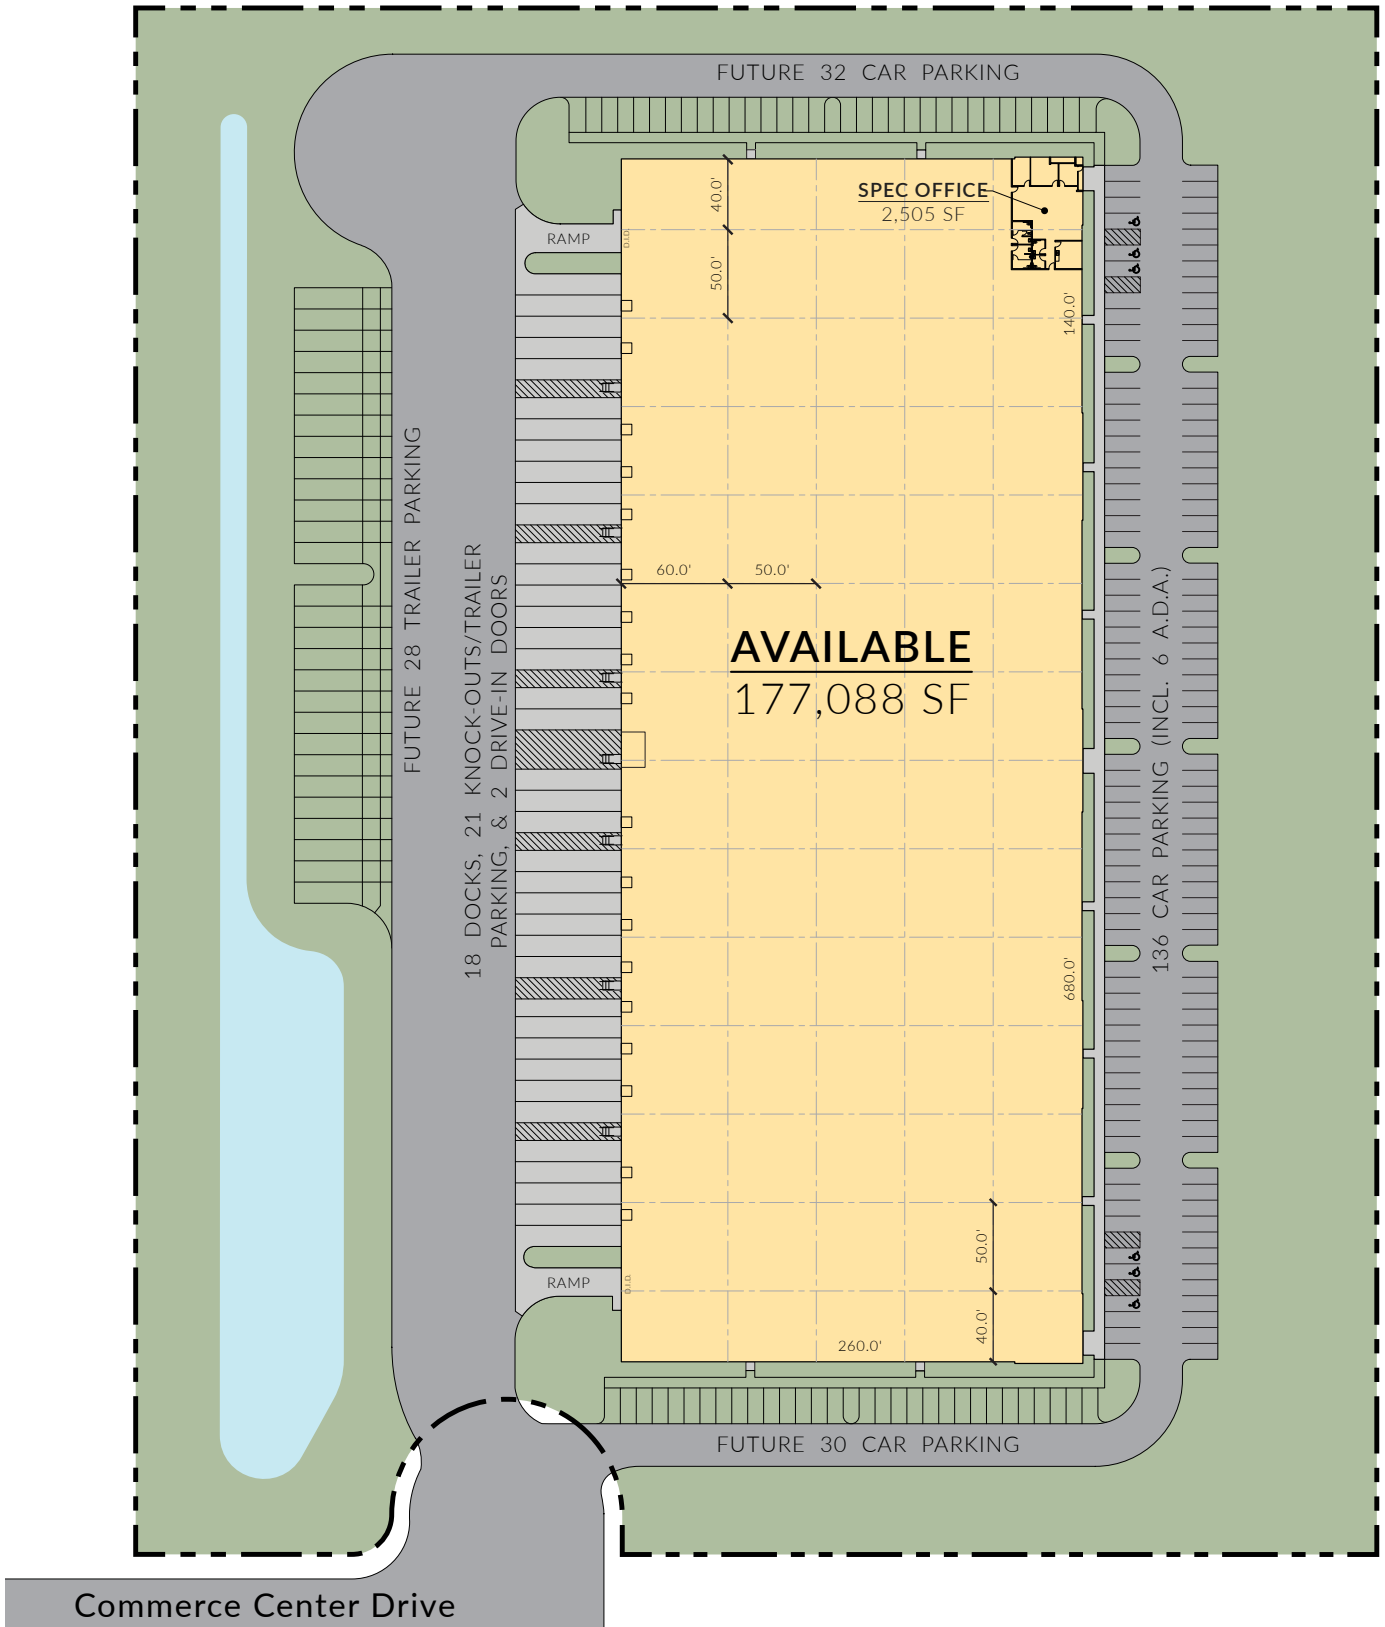 FUTURE 32 CAR PARKING
SPEC OFFICE
2,505 SF
40.0'
50.0'
RAMP
D.I.D.
140.0'
FUTURE 28 TRAILER PARKING
18 DOCKS, 21 KNOCK-OUTS/TRAILER
PARKING, & 2 DRIVE-IN DOORS
60.0'
50.0'
AVAILABLE
177,088 SF
136 CAR PARKING (INCL. 6 A.D.A.)
680.0'
50.0'
RAMP
D.I.D.
40.0'
260.0'
FUTURE 30 CAR PARKING
Commerce Center Drive